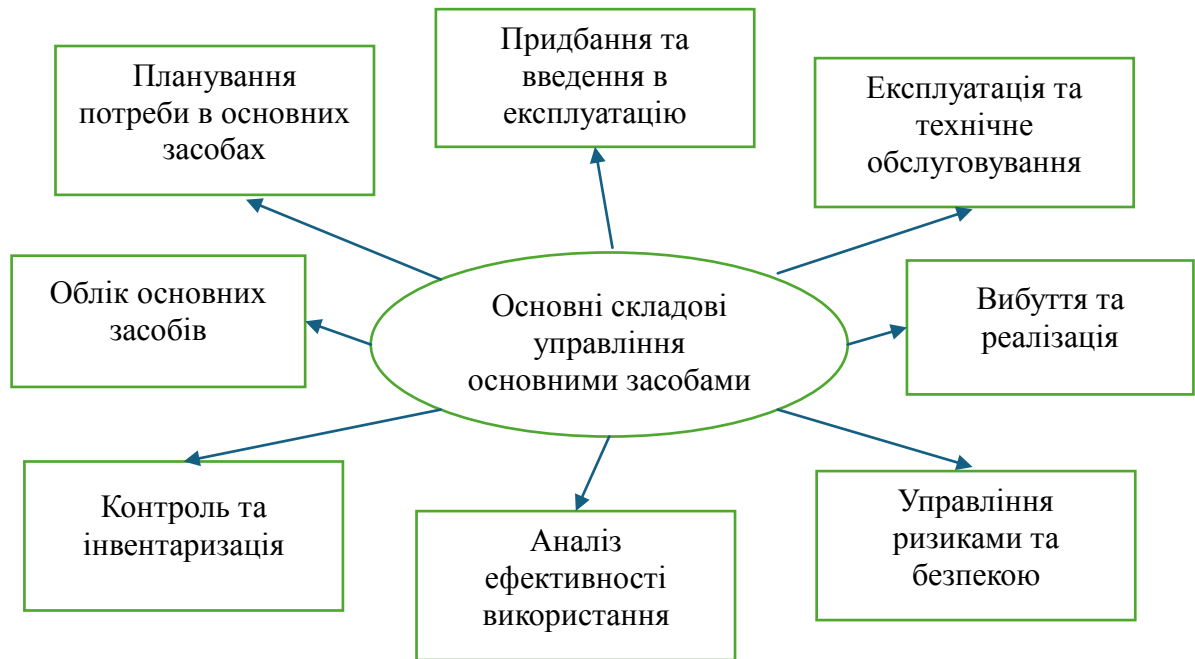 Планування
потреби в основних
засобах
Придбання та
введення в
експлуатацію
Експлуатація та
технічне
обслуговування
Облік основних
засобів
Основні складові
управління
основними засобами
Вибуття та
реалізація
Контроль та
інвентаризація
Аналіз
ефективності
використання
Управління
ризиками та
безпекою